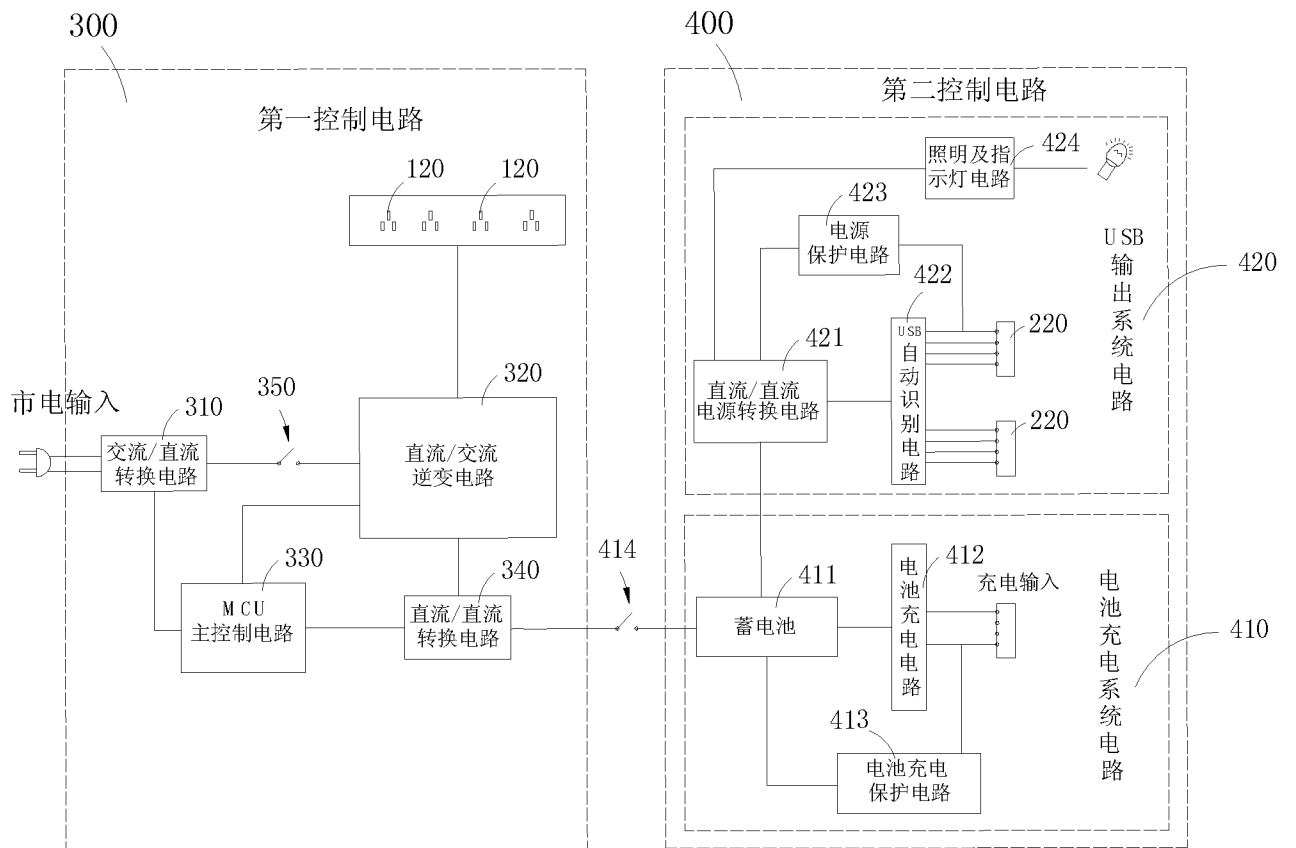 300
400
第一控制电路
第二控制电路
120
120
照明及指
示灯电路
424
423
电源
保护电路
USB
输出系统电路
420
422
USB
自动识别电路
220
220
421
直流/直流
电源转换电路
市电输入
310
350
320
交流/直流
转换电路
直流/交流
逆变电路
330
MCU
主控制电路
340
直流/直流
转换电路
414
411
蓄电池
412
电池充电电路
充电输入
电池充电系统电路
410
413
电池充电
保护电路